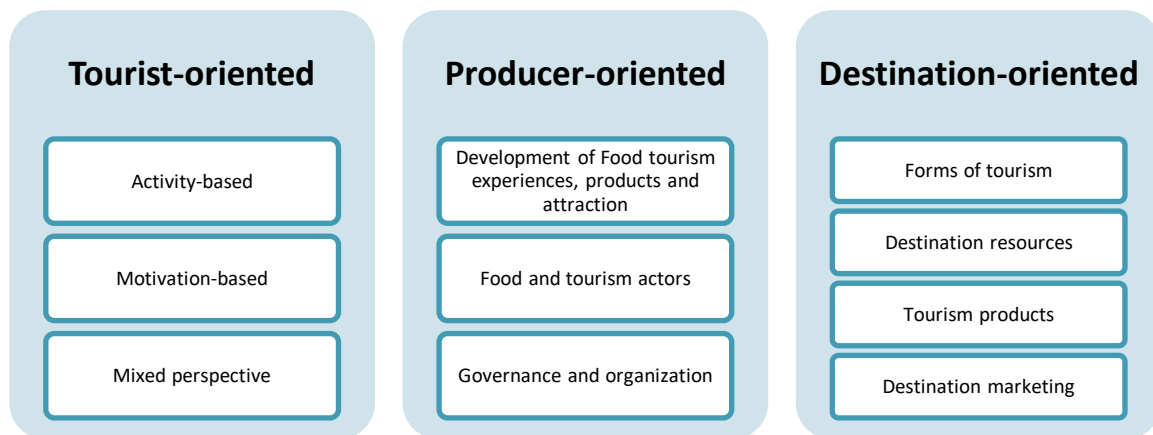 Tourist-oriented
Activity-based
Motivation-based
Mixed perspective
Producer-oriented
Development of Food tourism
experiences, products and
attraction
Food and tourism actors
Governance and organization
Destination-oriented
Forms of tourism
Destination resources
Tourism products
Destination marketing